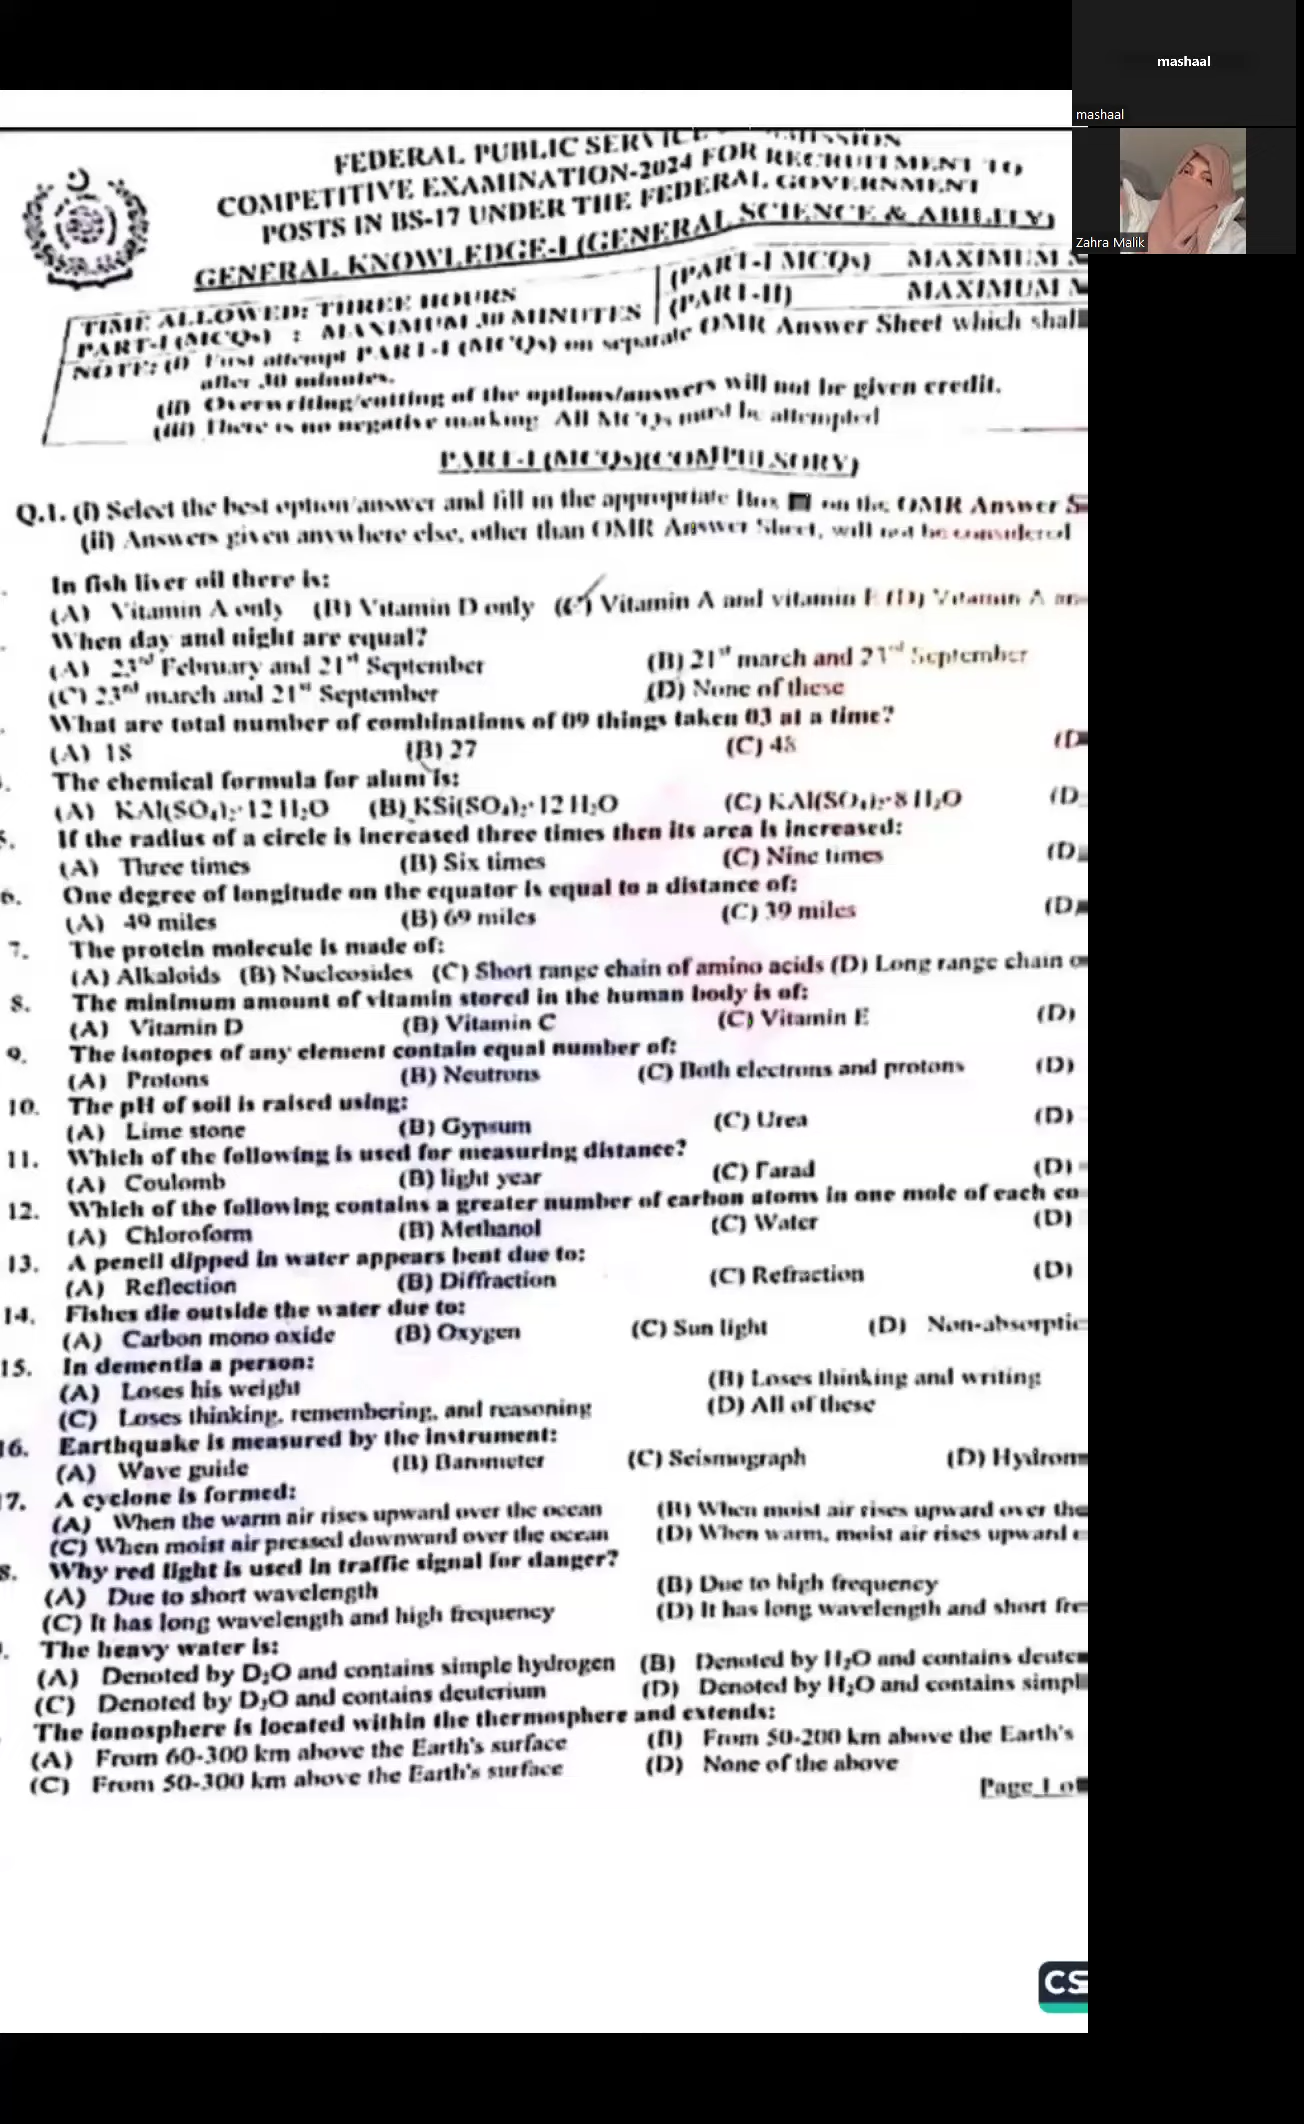 mashaal
mashaal
Zahra Malik
FEDERAL PUBLIC SERVICE
COMPETITIVE EXAMINATION-2024 FOR RECRUITMENT TO
POSTS IN BS-17 UNDER THE FEDERAL GOVERNMENT
GENERAL KNOWLEDGE-I (GENERAL SCIENCE & ABILITY)
TIME ALLOWED: THREE HOURS (PART-I MCQs) MAXIMUM
PART-I (MCQs) : MAXIMUM 30 MINUTES (PART-II) MAXIMUM
NOTE: (i) First attempt PART-I (MCQs) on separate OMR Answer Sheet which shall
after 30 minutes.
(ii) Overwriting/cutting of the options/answers will not be given credit.
(iii) There is no negative marking. All MCQs must be attempted
PART-I (MCQs)(COMPULSORY)
Q.1. (i) Select the best option/answer and fill in the appropriate Box on the OMR Answer
(ii) Answers given anywhere else, other than OMR Answer Sheet, will not be considered
In fish liver oil there is:
(A) Vitamin A only (B) Vitamin D only (C) Vitamin A and vitamin E (D) Vitamin A
When day and night are equal?
(A) 23rd February and 21st September (B) 21st march and 23rd September
(C) 23rd march and 21st September (D) None of these
What are total number of combinations of 09 things taken 03 at a time?
(A) 18 (B) 27 (C) 48
The chemical formula for alum is:
(A) KAl(SO₄)₂·12 H₂O (B) KSi(SO₄)₂·12 H₂O (C) KAl(SO₄)₂·8 H₂O (D
If the radius of a circle is increased three times then its area is increased:
(A) Three times (B) Six times (C) Nine times (D
6. One degree of longitude on the equator is equal to a distance of:
(A) 49 miles (B) 69 miles (C) 39 miles (D)
7. The protein molecule is made of:
(A) Alkaloids (B) Nucleosides (C) Short range chain of amino acids (D) Long range chain
8. The minimum amount of vitamin stored in the human body is of:
(A) Vitamin D (B) Vitamin C (C) Vitamin E (D)
9. The isotopes of any element contain equal number of:
(A) Protons (B) Neutrons (C) Both electrons and protons (D)
10. The pH of soil is raised using:
(A) Lime stone (B) Gypsum (C) Urea (D)
11. Which of the following is used for measuring distance?
(A) Coulomb (B) light year (C) Farad (D)
12. Which of the following contains a greater number of carbon atoms in one mole of each co
(A) Chloroform (B) Methanol (C) Water (D)
13. A pencil dipped in water appears bent due to:
(A) Reflection (B) Diffraction (C) Refraction (D)
14. Fishes die outside the water due to:
(A) Carbon mono oxide (B) Oxygen (C) Sun light (D) Non-absorptio
15. In dementia a person:
(A) Loses his weight (B) Loses thinking and writing
(C) Loses thinking, remembering, and reasoning (D) All of these
16. Earthquake is measured by the instrument:
(A) Wave guide (B) Barometer (C) Seismograph (D) Hydrom
7. A cyclone is formed:
(A) When the warm air rises upward over the ocean (B) When moist air rises upward over the
(C) When moist air pressed downward over the ocean (D) When warm, moist air rises upward
8. Why red light is used in traffic signal for danger?
(A) Due to short wavelength (B) Due to high frequency
(C) It has long wavelength and high frequency (D) It has long wavelength and short fre
The heavy water is:
(A) Denoted by D₂O and contains simple hydrogen (B) Denoted by H₂O and contains deute
(C) Denoted by D₂O and contains deuterium (D) Denoted by H₂O and contains simpl
The ionosphere is located within the thermosphere and extends:
(A) From 60-300 km above the Earth's surface (B) From 50-200 km above the Earth's
(C) From 50-300 km above the Earth's surface (D) None of the above
Page 1 o
CS